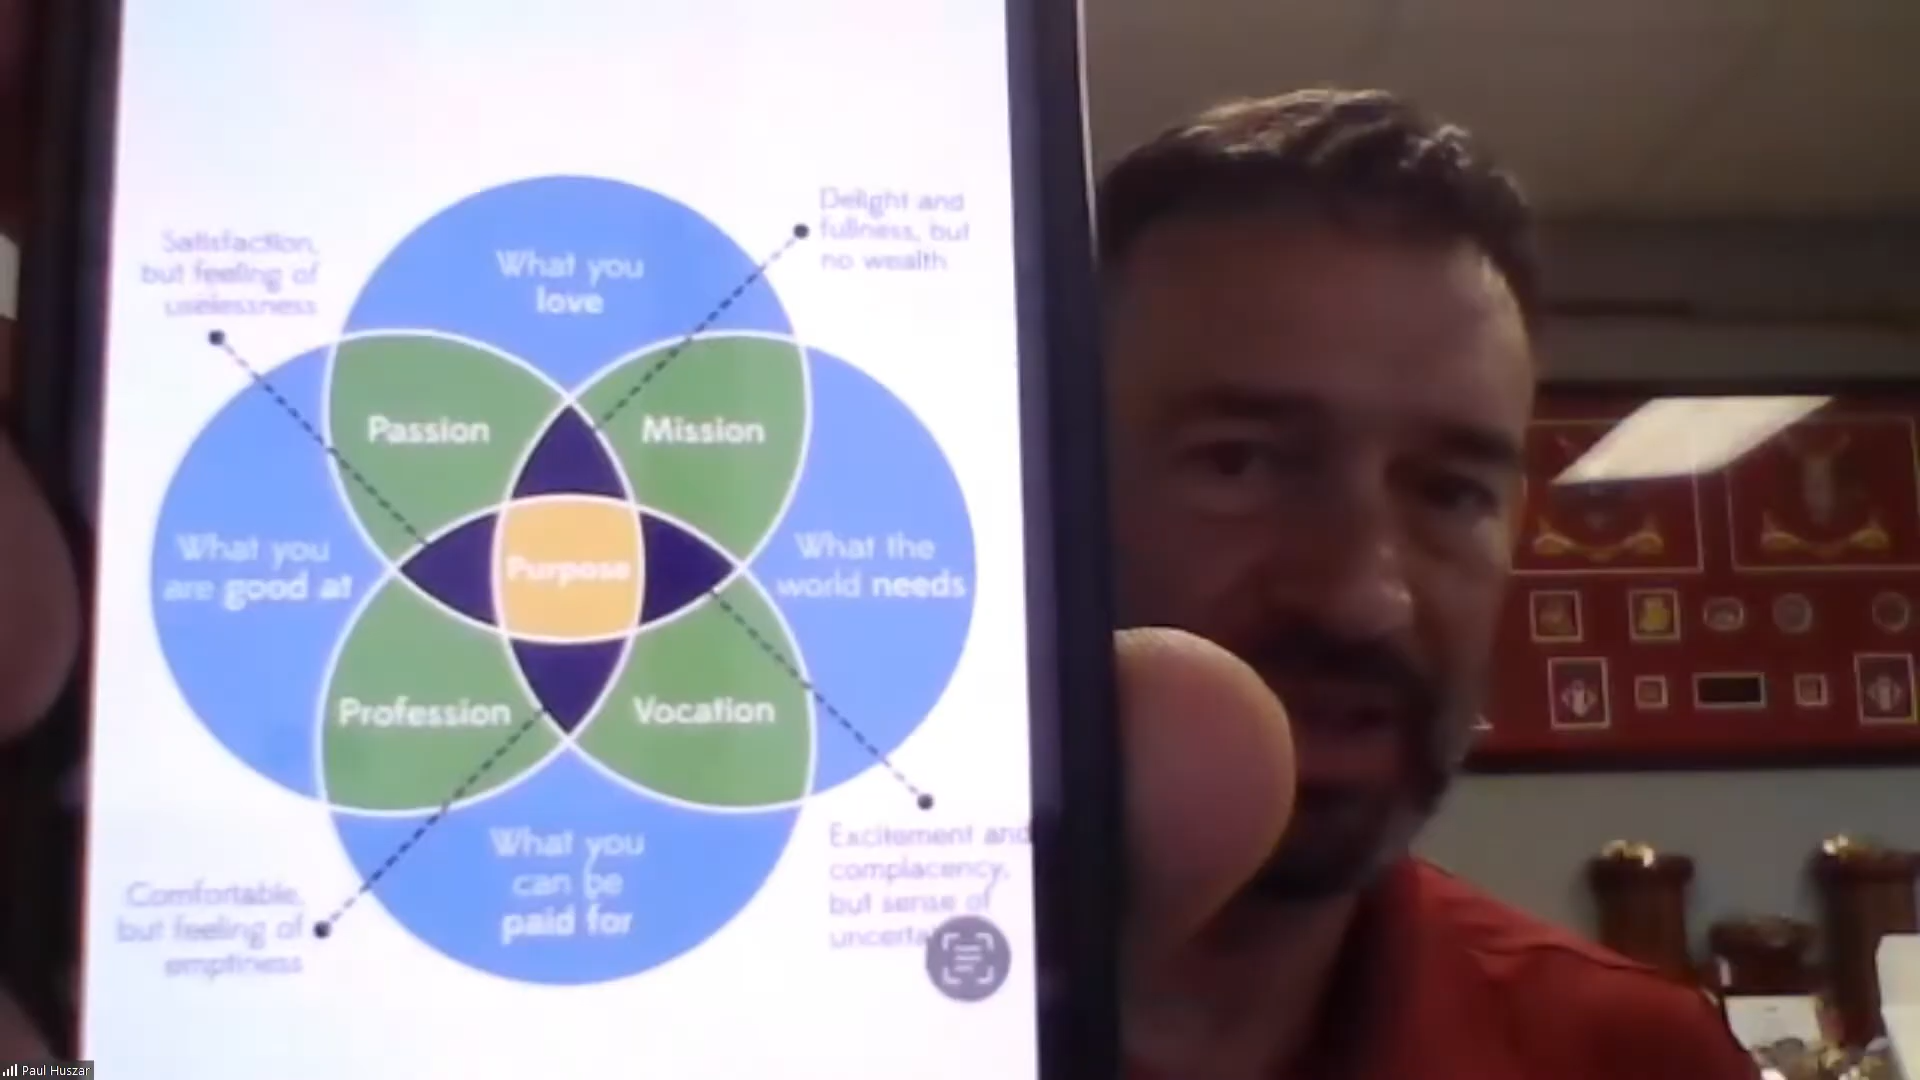 Delight and
fullness, but
no wealth
Satisfaction,
but feeling of
uselessness
What you
love
Passion
Mission
What you
are good at
Purpose
What the
world needs
Profession
Vocation
What you
can be
paid for
Excitement and
complacency,
but sense of
Comfortable,
but feeling of
emptiness
Paul Huszar